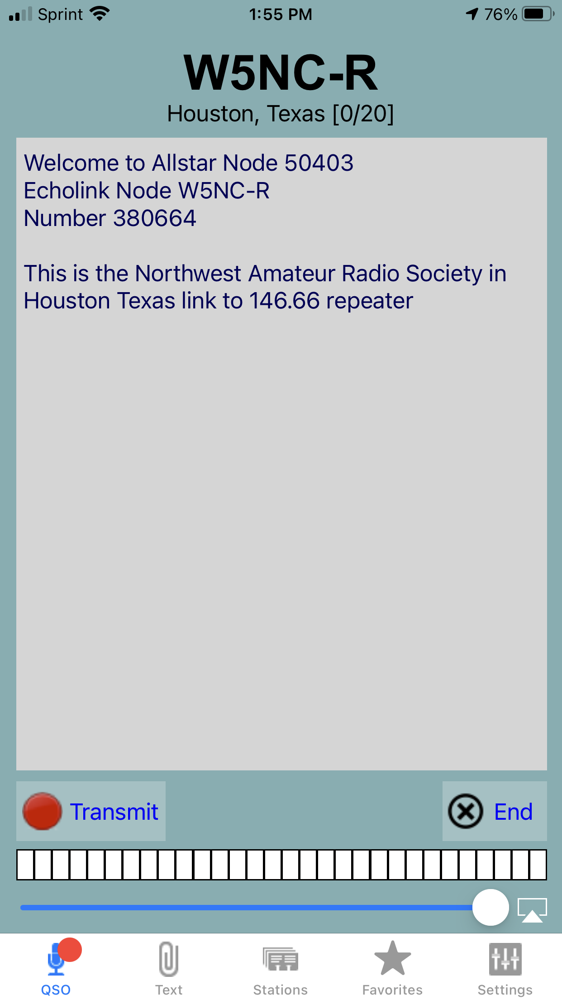 Sprint 1:55 PM 76%
W5NC-R
Houston, Texas [0/20]
Welcome to Allstar Node 50403
Echolink Node W5NC-R
Number 380664
This is the Northwest Amateur Radio Society in
Houston Texas link to 146.66 repeater
Transmit End
QSO Text Stations Favorites Settings